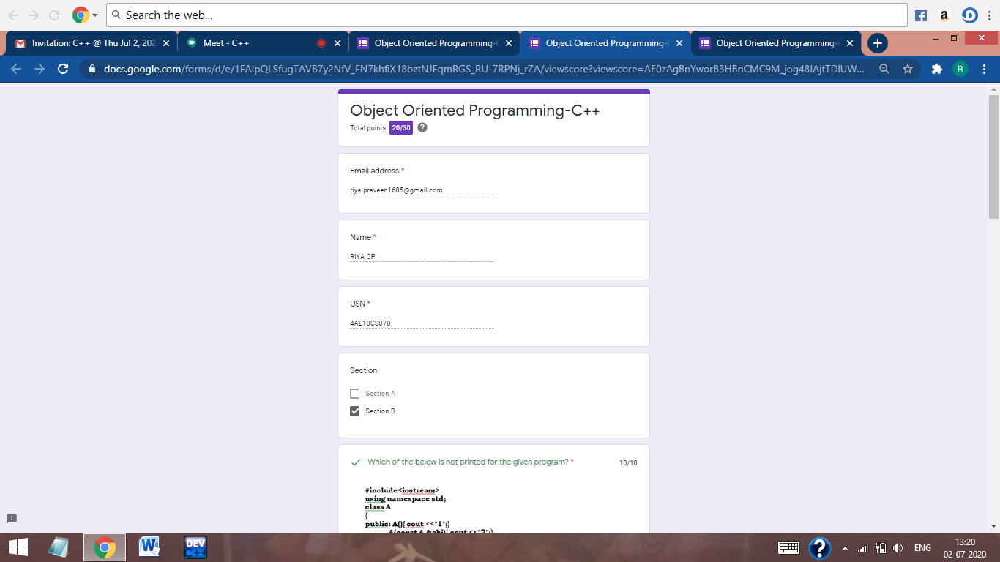 Search the web...
Invitation: C++ @ Thu Jul 2, 202
Meet - C++
Object Oriented Programming-
Object Oriented Programming-
Object Oriented Programming-
docs.google.com/forms/d/e/1FAIpQLSfugTAVB7y2NfV_FN7khfiX18bztNJFqmRGS_RU-7RPNj_rZA/viewscore?viewscore=AE0zAgBnYworB3HBnCMC9M_jog48IAjtTDIUW...
R
Object Oriented Programming-C++
Total points 20/30
Email address *
riya.praveen1605@gmail.com
Name *
RIYA CP
USN *
4AL18CS070
Section
Section A
Section B
Which of the below is not printed for the given program? * 10/10
#include<iostream>
using namespace std;
class A
{
public: A(){ cout <<"1";}
A(const A &obj){ cout <<"2";}
DEV
C++
ENG
13:20
02-07-2020